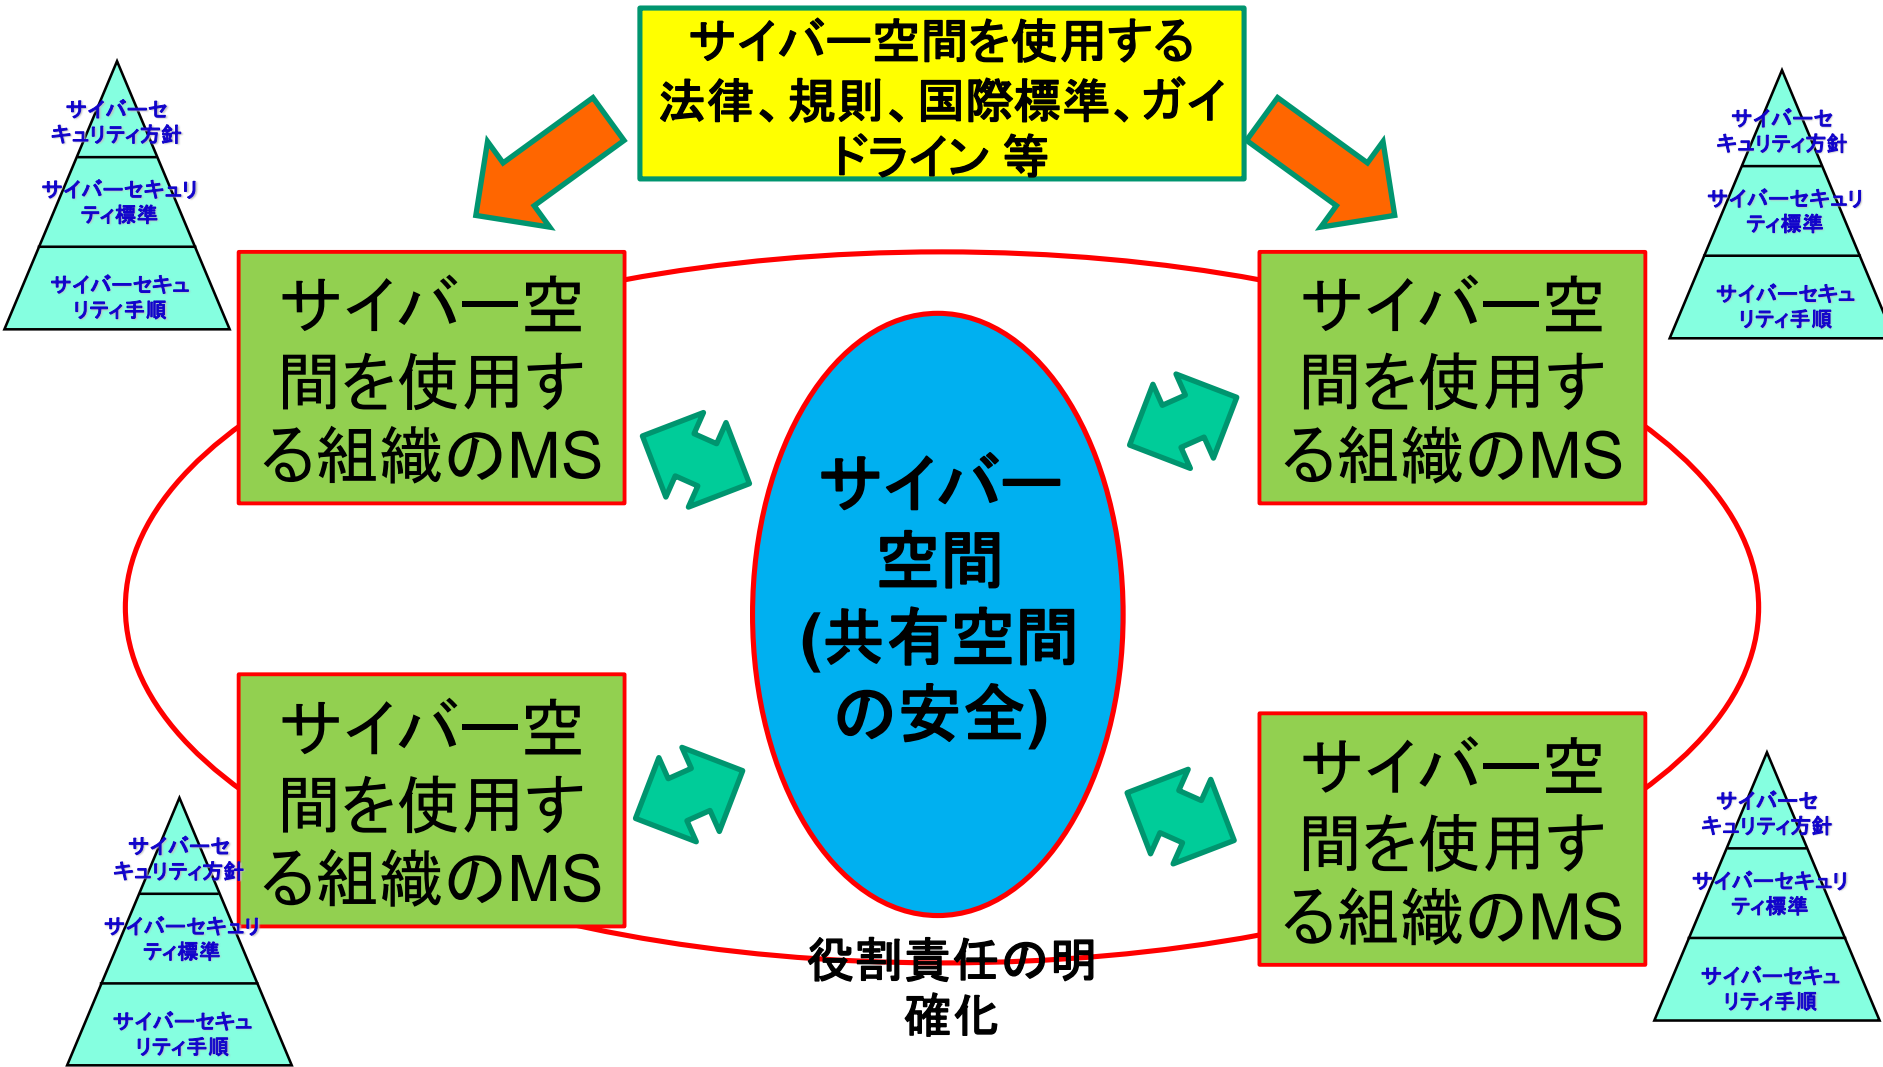 サイバー空間を使用する
法律、規則、国際標準、ガイ
ドライン 等
サイバーセ
キュリティ方針
サイバーセキュリ
ティ標準
サイバーセキュ
リティ手順
サイバーセ
キュリティ方針
サイバーセキュリ
ティ標準
サイバーセキュ
リティ手順
サイバー空
間を使用す
る組織のMS
サイバー空
間を使用す
る組織のMS
サイバー
空間
(共有空間
の安全)
サイバー空
間を使用す
る組織のMS
サイバー空
間を使用す
る組織のMS
サイバーセ
キュリティ方針
サイバーセキュリ
ティ標準
サイバーセキュ
リティ手順
サイバーセ
キュリティ方針
サイバーセキュリ
ティ標準
サイバーセキュ
リティ手順
役割責任の明
確化